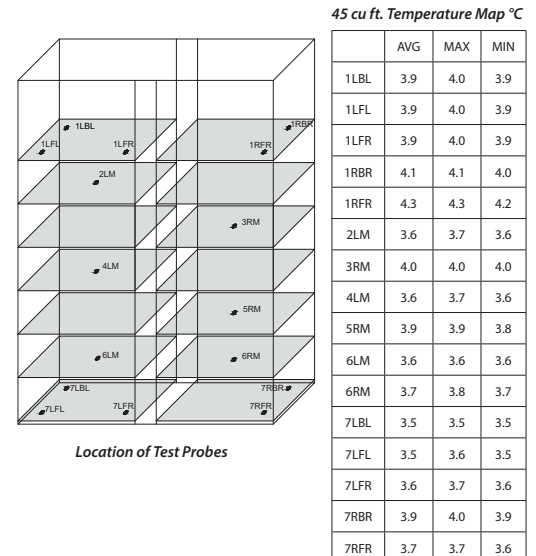 45 cu ft. Temperature Map °C
AVG MAX MIN
1LBL 3.9 4.0 3.9
1LFL 3.9 4.0 3.9
1LFR 3.9 4.0 3.9
1RBR 4.1 4.1 4.0
1RFR 4.3 4.3 4.2
2LM 3.6 3.7 3.6
3RM 4.0 4.0 4.0
4LM 3.6 3.7 3.6
5RM 3.9 3.9 3.8
6LM 3.6 3.6 3.6
6RM 3.7 3.8 3.7
7LBL 3.5 3.5 3.5
7LFL 3.5 3.6 3.5
7LFR 3.6 3.7 3.6
7RBR 3.9 4.0 3.9
7RFR 3.7 3.7 3.6
1LBL 1RBR
1LFL 1LFR 1RFR
2LM
3RM
4LM
5RM
6LM 6RM
7LBL 7RBR
7LFL 7LFR 7RFR
Location of Test Probes